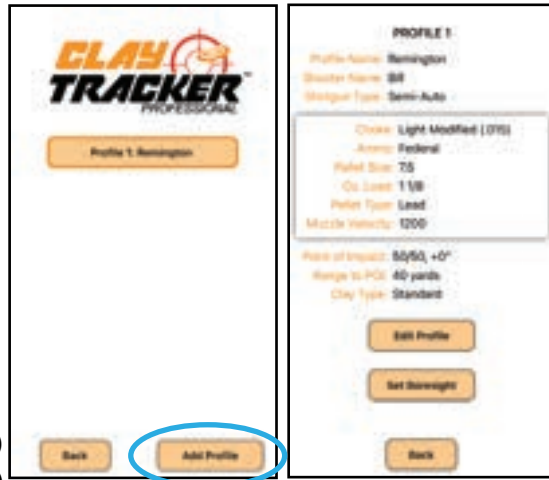 CLAY
TRACKER™
PROFESSIONAL
Profile 1: Remington
Back
Add Profile
PROFILE 1
Profile Name: Remington
Shooter Name: Bill
Shotgun Type: Semi-Auto
Choke: Light Modified (.015)
Ammo: Federal
Pellet Size: 7.5
Oz. Load: 1 1/8
Pellet Type: Lead
Muzzle Velocity: 1200
Point of Impact: 50/50, +0"
Range to POI: 40 yards
Clay Type: Standard
Edit Profile
Set Boresight
Back